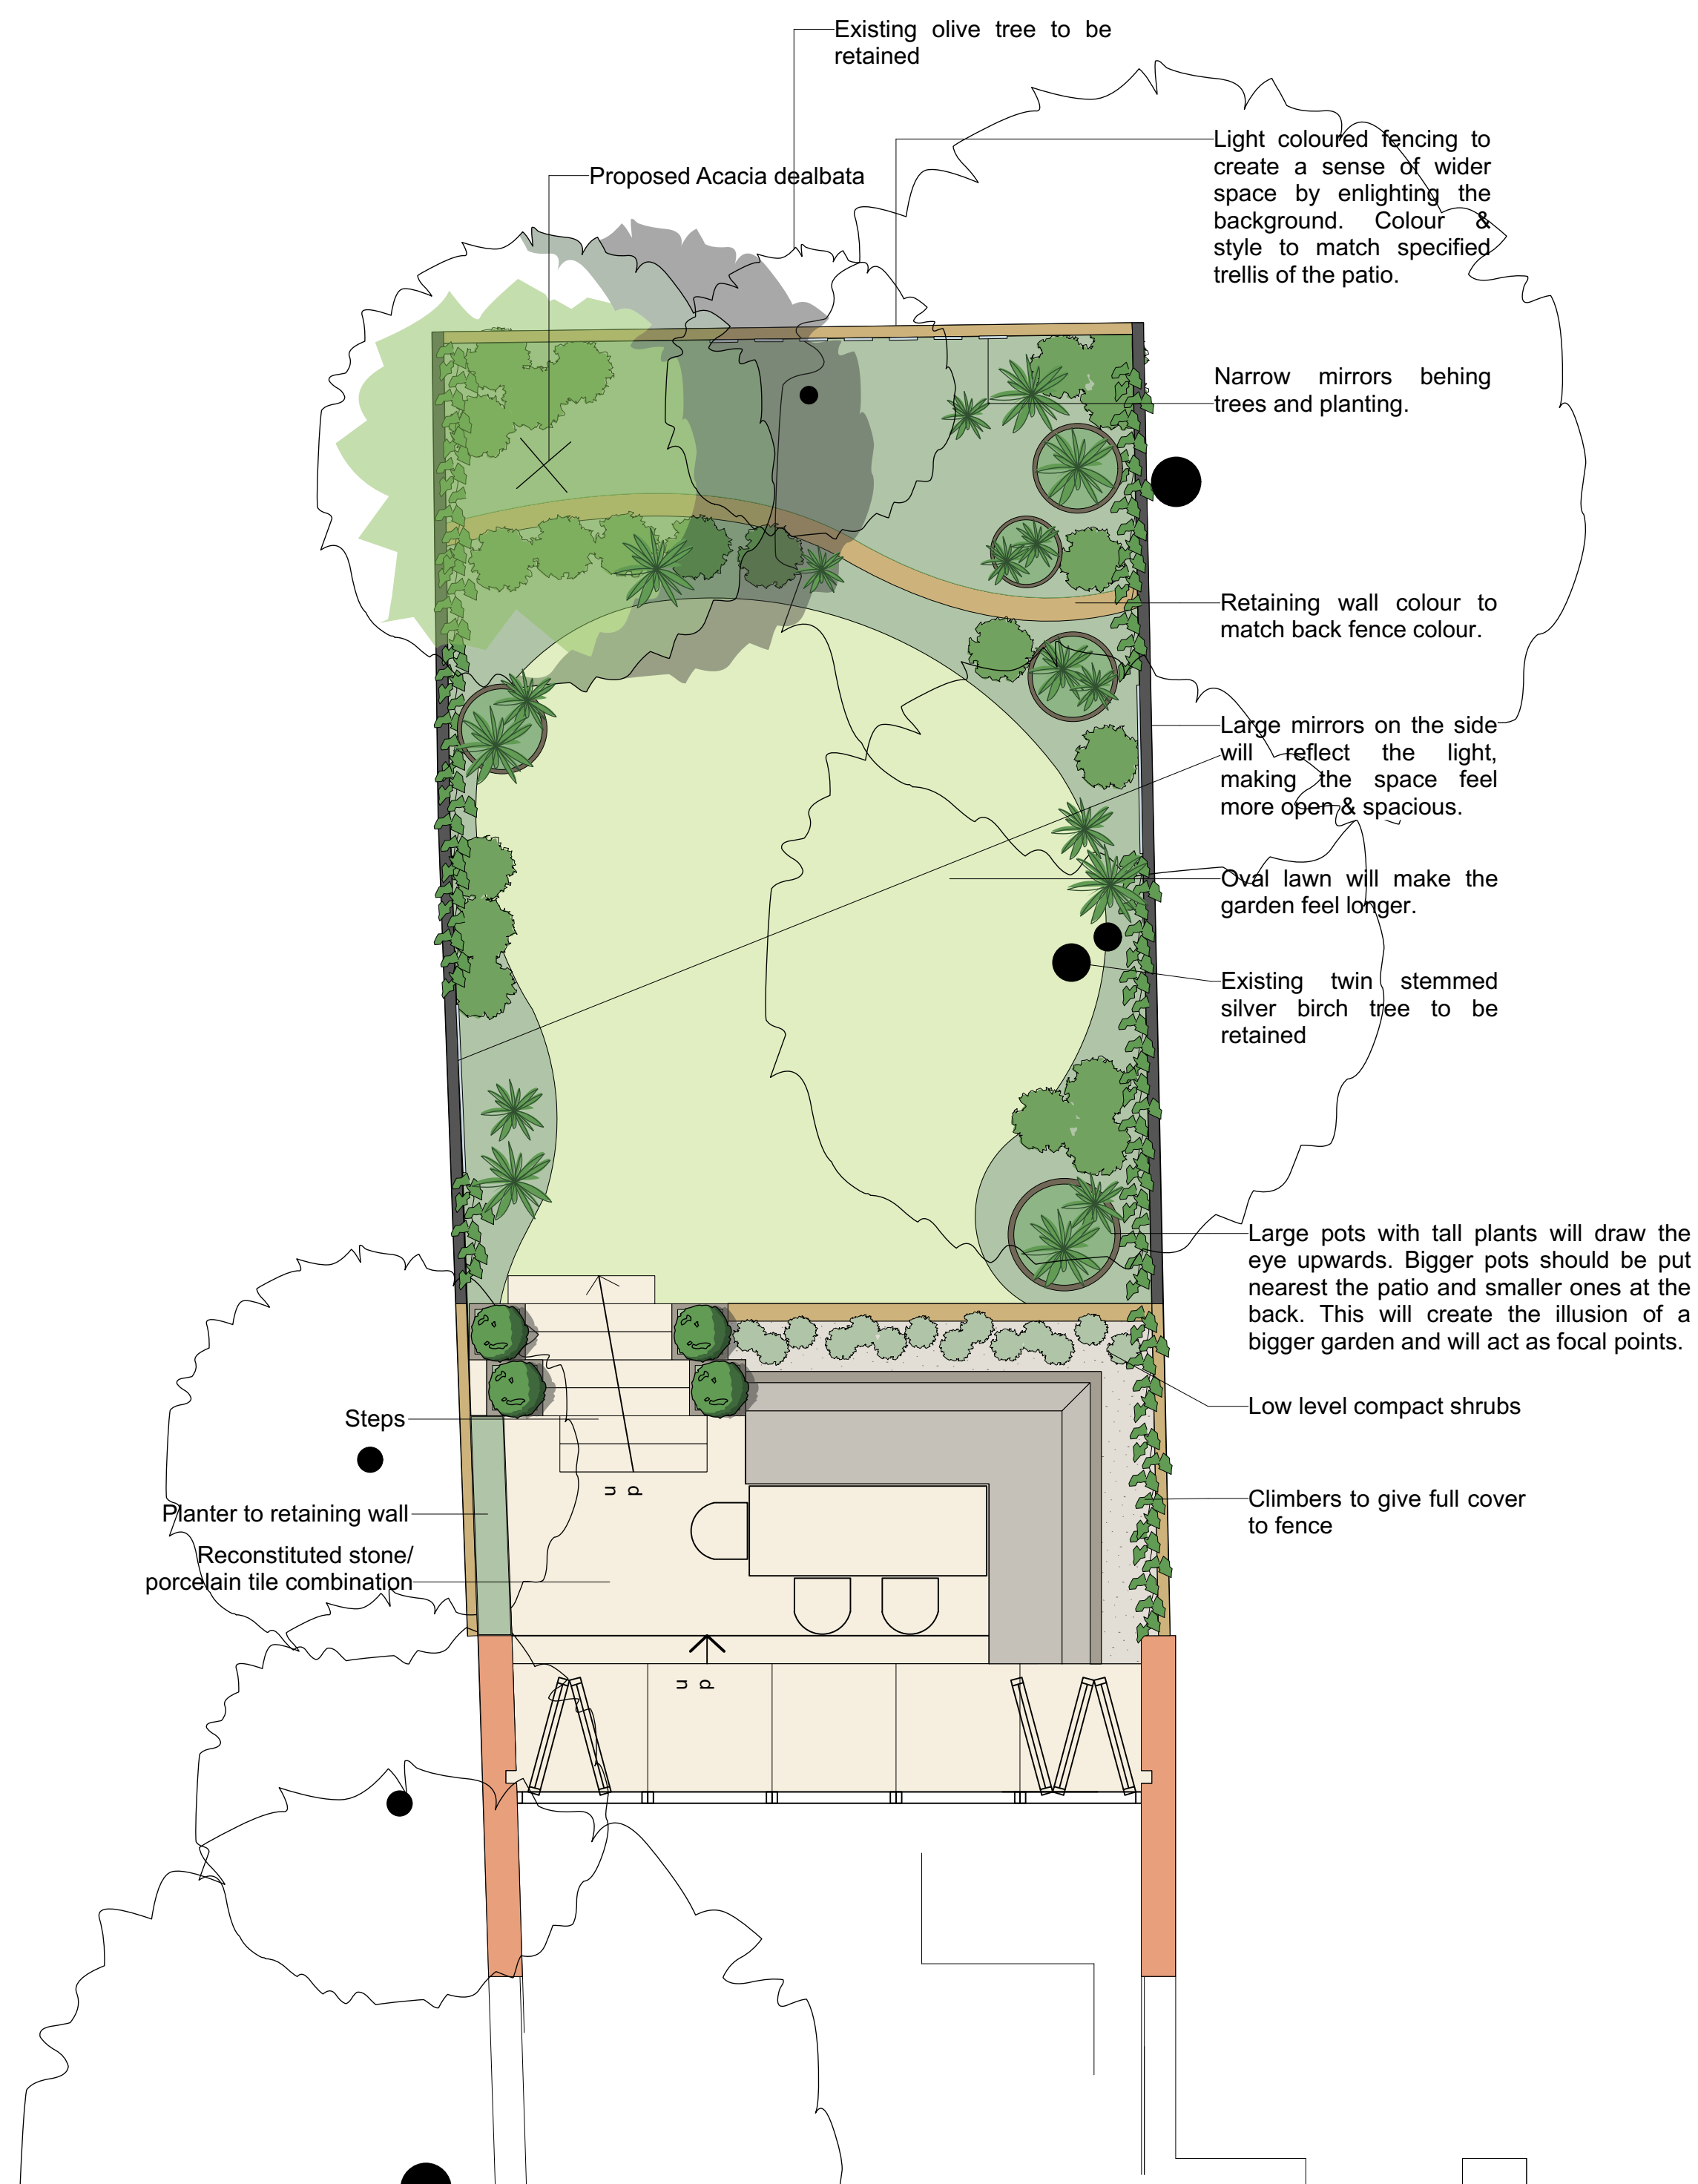 Existing olive tree to be
retained
Light coloured fencing to
create a sense of wider
space by enlighting the
background. Colour &
style to match specified
trellis of the patio.
Proposed Acacia dealbata
Narrow mirrors behing
trees and planting.
Retaining wall colour to
match back fence colour.
Large mirrors on the side
will reflect the light,
making the space feel
more open & spacious.
Oval lawn will make the
garden feel longer.
Existing twin stemmed
silver birch tree to be
retained
Large pots with tall plants will draw the
eye upwards. Bigger pots should be put
nearest the patio and smaller ones at the
back. This will create the illusion of a
bigger garden and will act as focal points.
Low level compact shrubs
Steps
up
Climbers to give full cover
to fence
Planter to retaining wall
Reconstituted stone/
porcelain tile combination
up